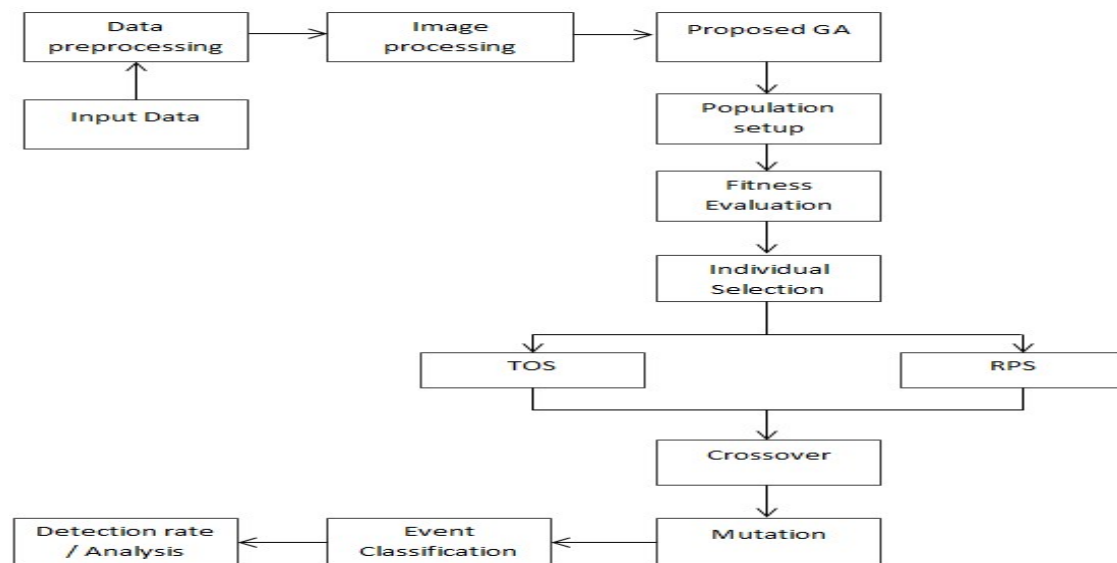 Data
preprocessing
Image
processing
Proposed GA
Input Data
Population
setup
Fitness
Evaluation
Individual
Selection
TOS
RPS
Crossover
Mutation
Event
Classification
Detection rate
/ Analysis